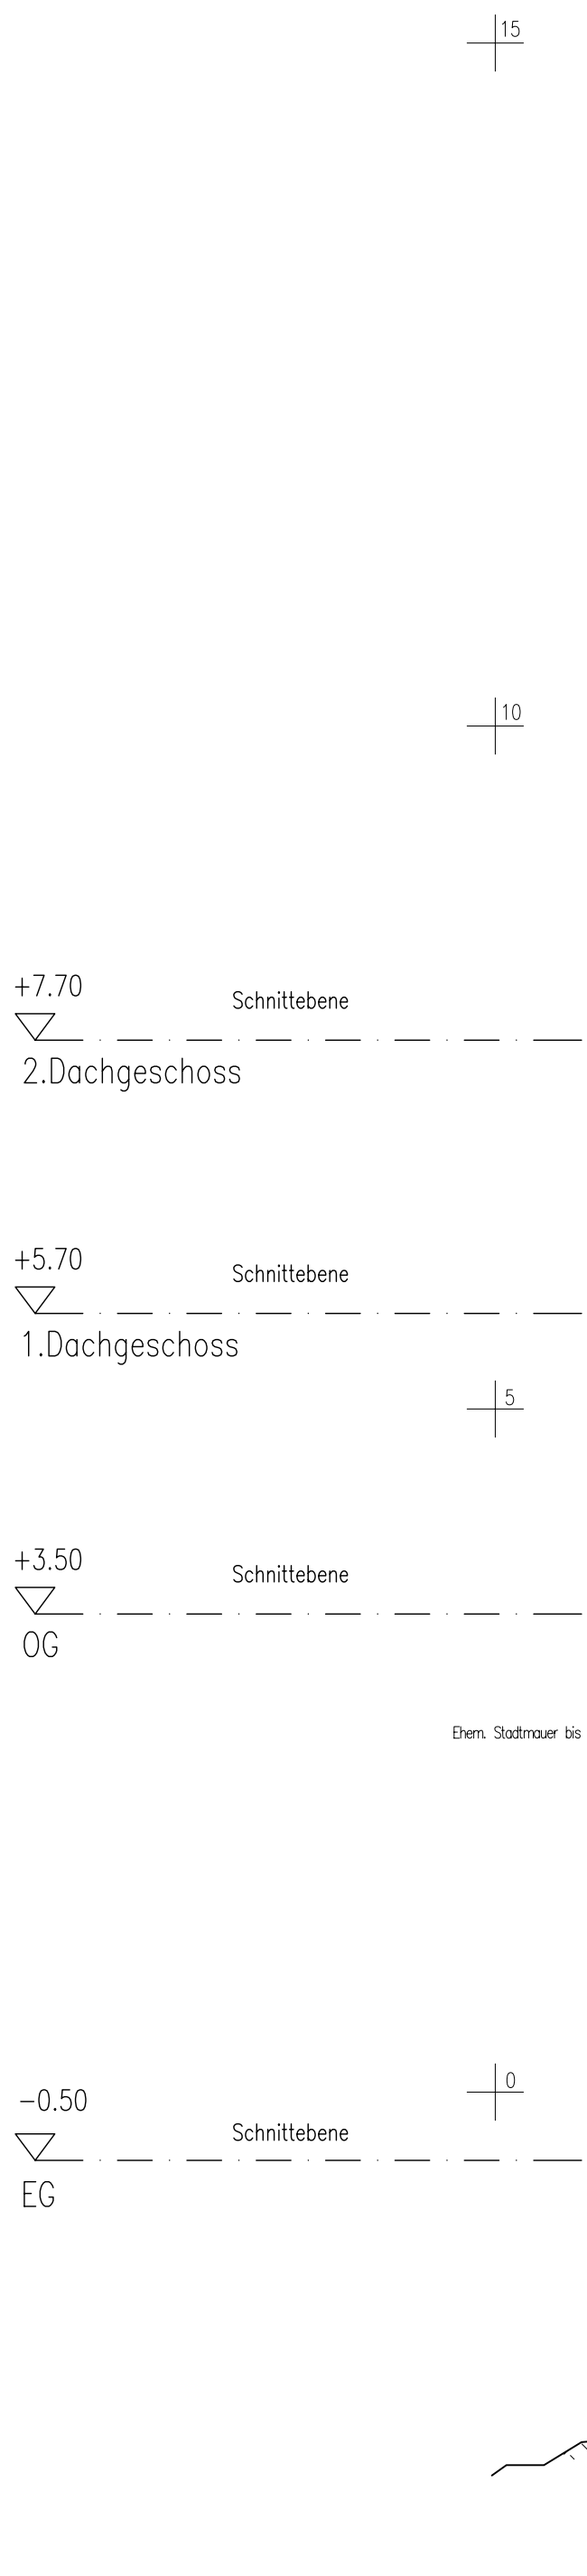 15
10
+7.70
Schnittebene
2.Dachgeschoss
+5.70
Schnittebene
1.Dachgeschoss
5
+3.50
Schnittebene
OG
Ehem. Stadtmauer bis
0
-0.50
Schnittebene
EG